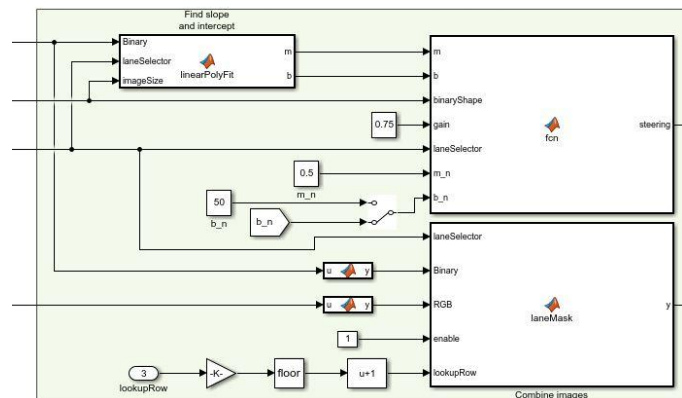 Find slope
and intercept
Binary
laneSelector
imageSize
linearPolyFit
m
b
m
b
binaryShape
gain
laneSelector
m_n
b_n
fcn
steering
0.75
0.5
m_n
50
b_n
b_n
laneSelector
Binary
RGB
enable
lookupRow
laneMask
y
u y
u y
1
3
lookupRow
-K-
floor
u+1
Combine images